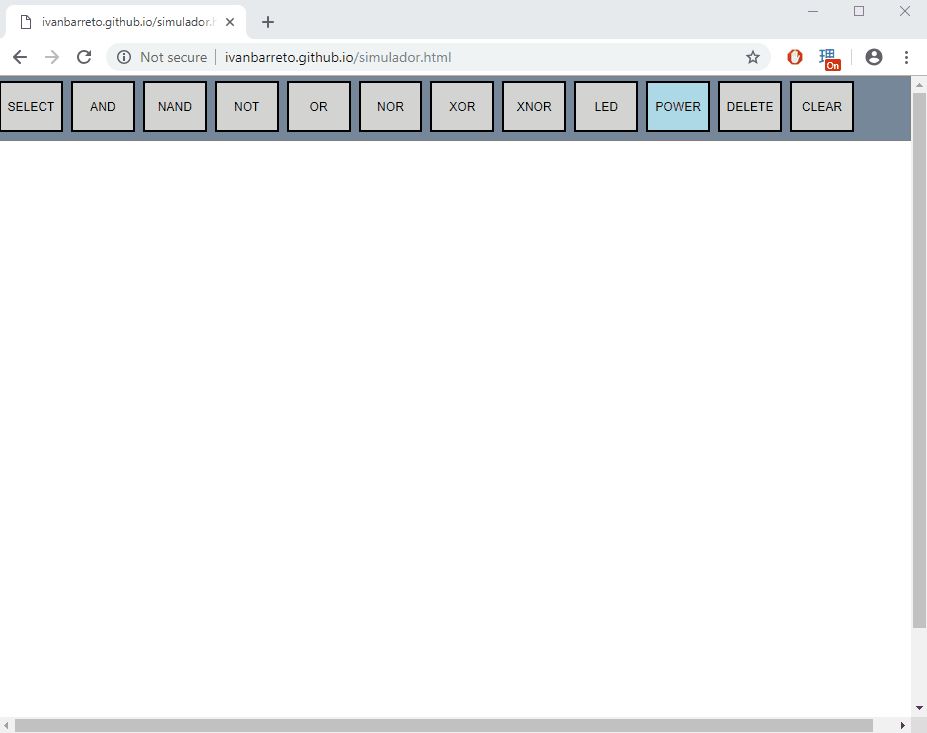 ivanbarreto.github.io/simulador.h
Not secure ivanbarreto.github.io/simulador.html
On
SELECT AND NAND NOT OR NOR XOR XNOR LED POWER DELETE CLEAR